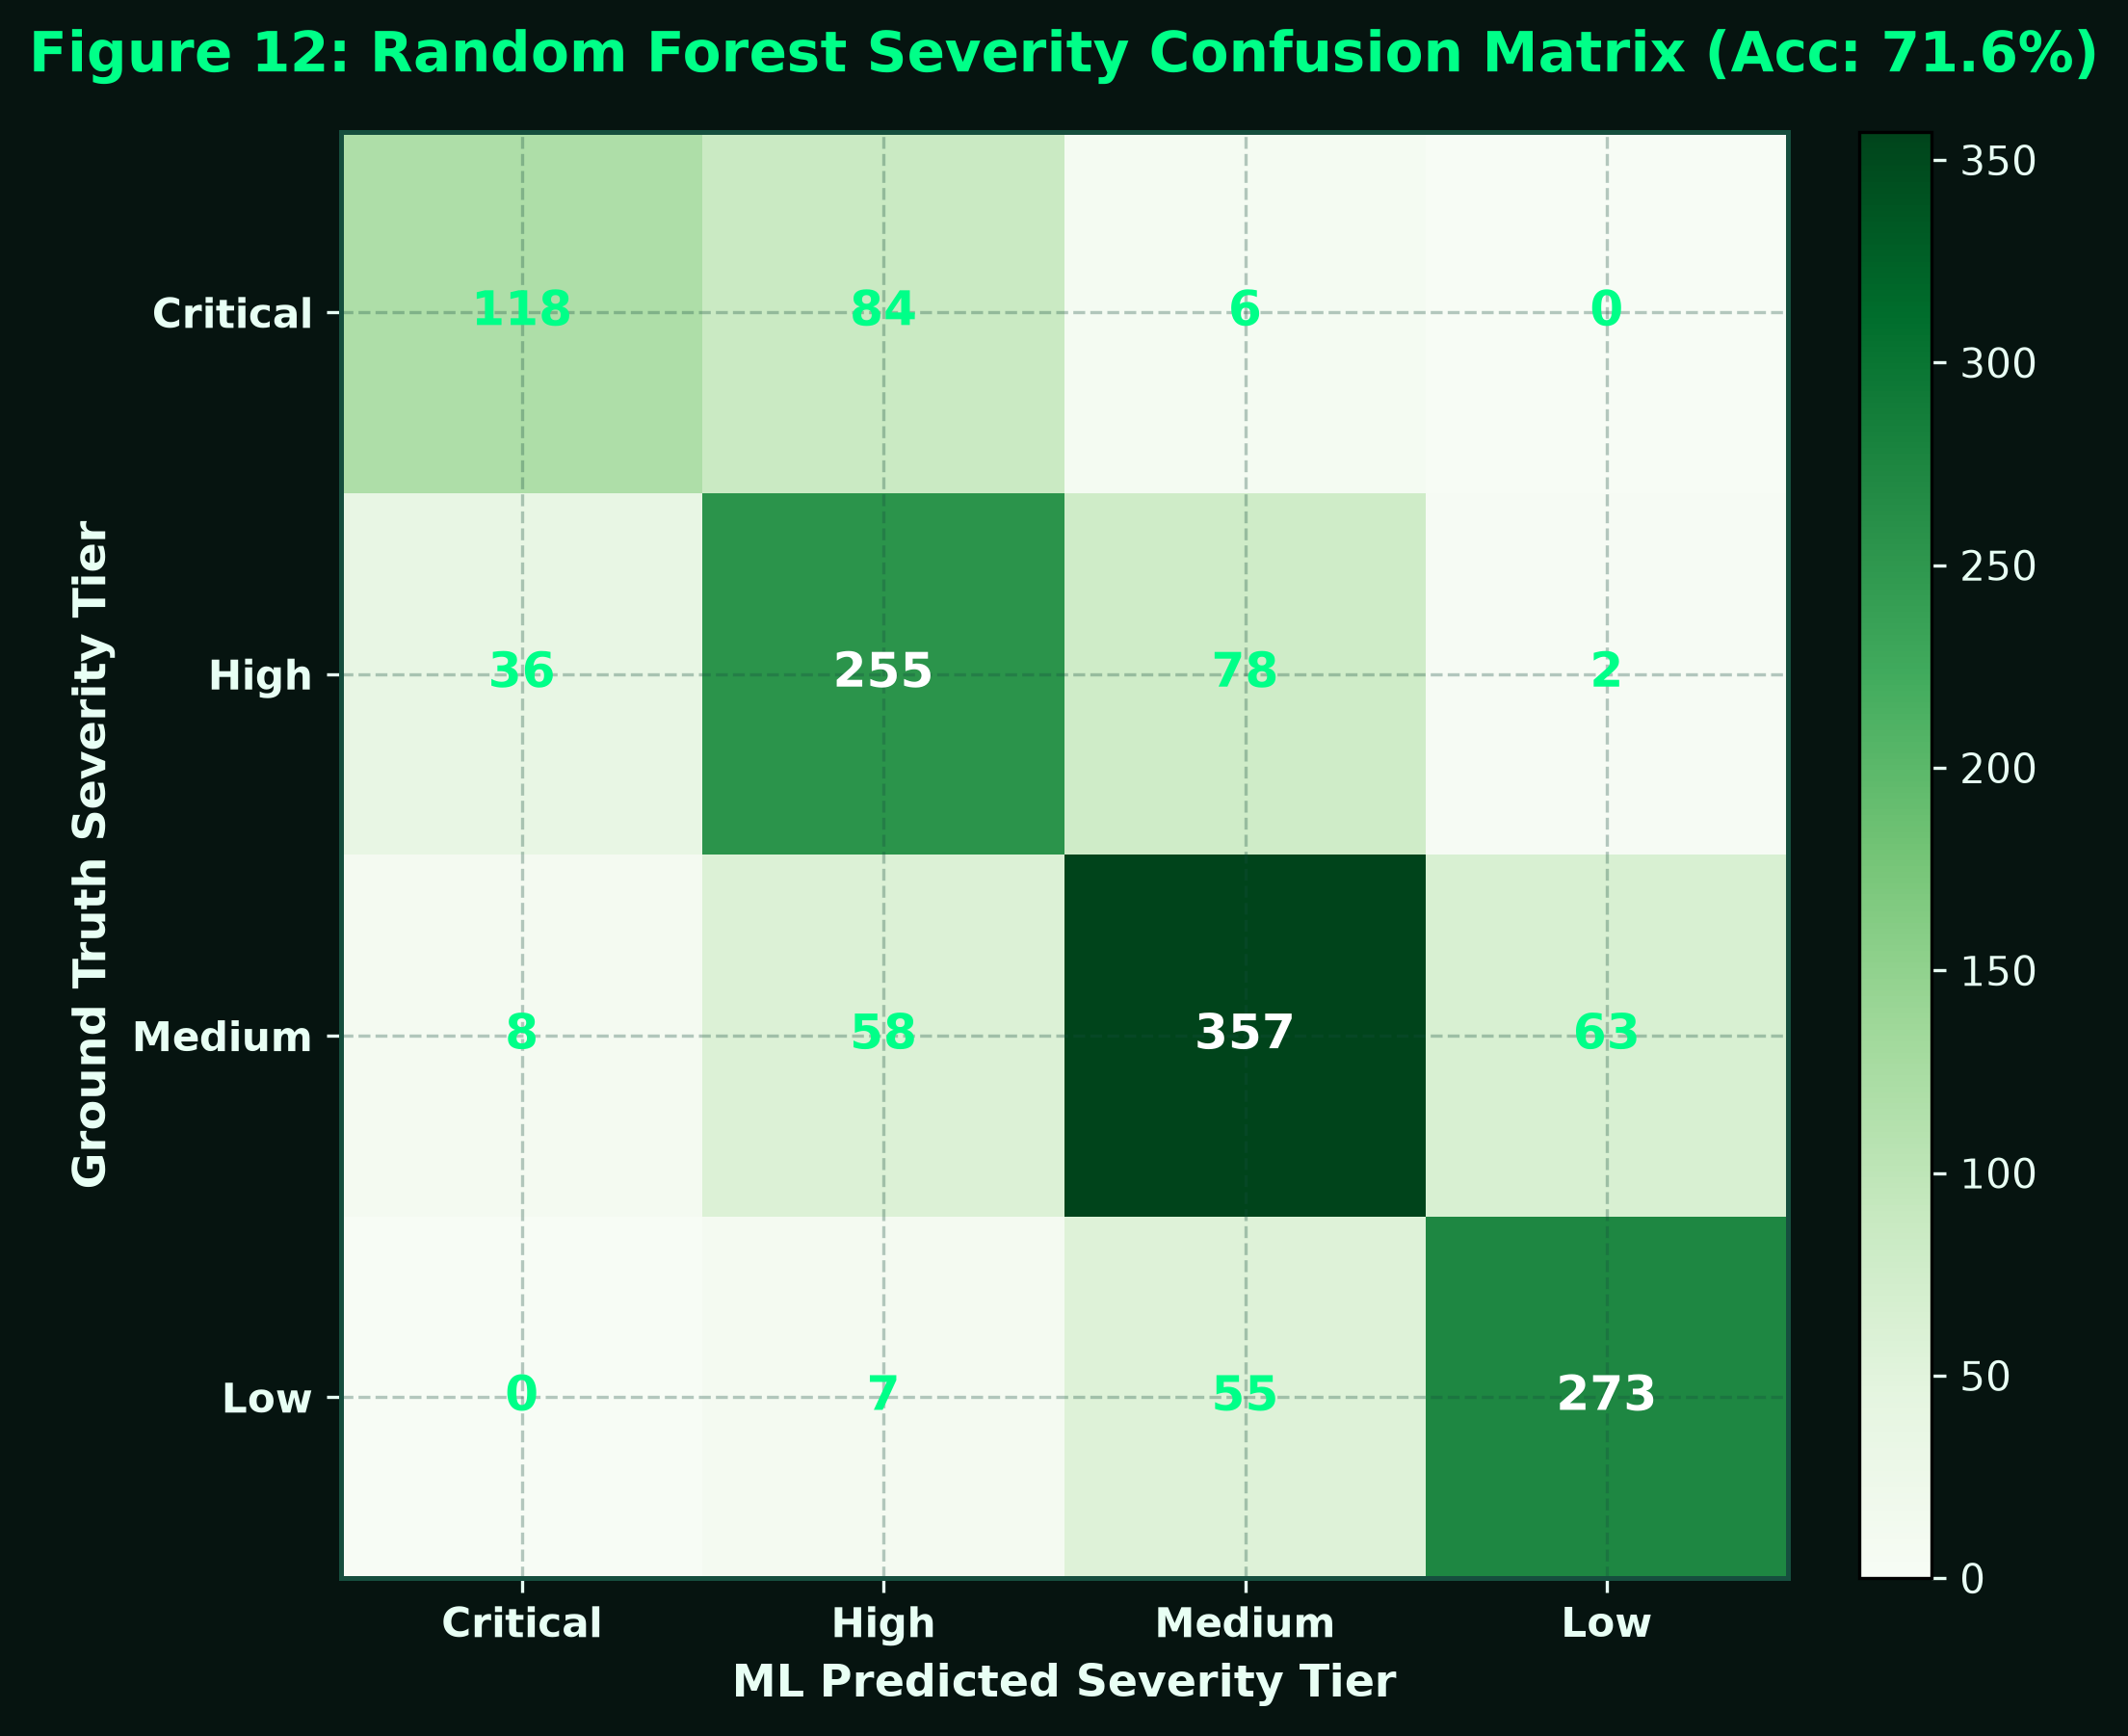 Figure 12: Random Forest Severity Confusion Matrix (Acc: 71.6%)
Ground Truth Severity Tier
Critical 118 84 6 0
High 36 255 78 2
Medium 8 58 357 63
Low 0 7 55 273
Critical High Medium Low
ML Predicted Severity Tier
350
300
250
200
150
100
50
0